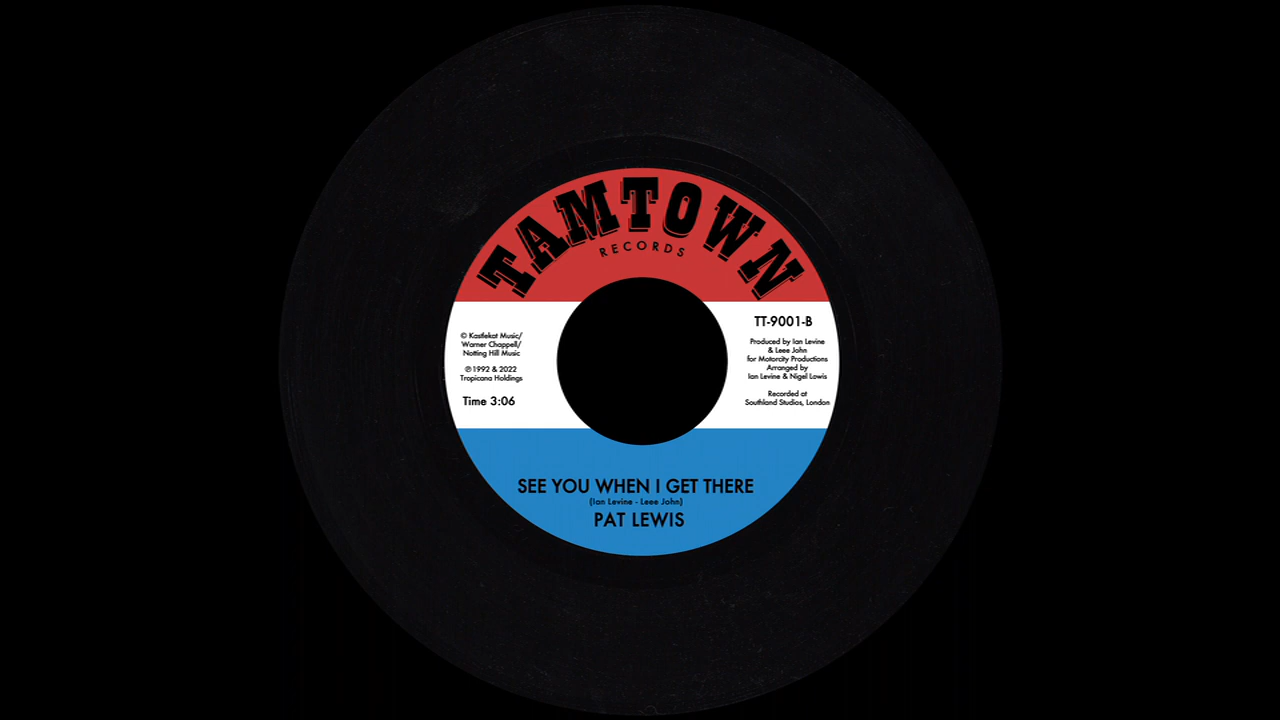 TAMTOWN
RECORDS
© Kastlekat Music/
Warner Chappell/
Notting Hill Music
℗ 1992 & 2022
Tropicana Holdings
Time 3:06
TT-9001-B
Produced by Ian Levine
& Leee John
for Motorcity Productions
Arranged by
Ian Levine & Nigel Lowis
Recorded at
Southland Studios, London
SEE YOU WHEN I GET THERE
(Ian Levine - Leee John)
PAT LEWIS